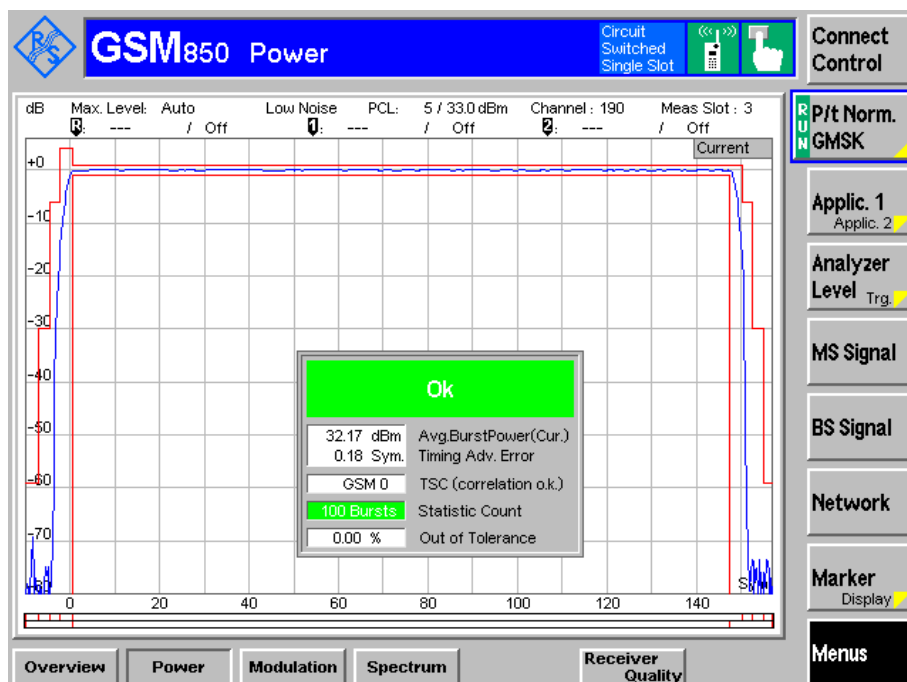 R&S
GSM850 Power
Circuit
Switched
Single Slot
Connect
Control
dB Max. Level: Auto Low Noise PCL: 5 / 33.0 dBm Channel : 190 Meas Slot : 3
R: --- / Off 1: --- / Off 2: --- / Off
Current
RUN
P/t Norm.
GMSK
+0
-10
-20
-30
-40
-50
-60
-70
-80
Applic. 1
Applic. 2
Analyzer
Level Trg.
MS Signal
BS Signal
Network
Marker
Display
Menus
Ok
32.17 dBm Avg.BurstPower(Cur.)
0.18 Sym. Timing Adv. Error
GSM 0 TSC (correlation o.k.)
100 Bursts Statistic Count
0.00 % Out of Tolerance
0 20 40 60 80 100 120 140
Overview Power Modulation Spectrum Receiver
Quality